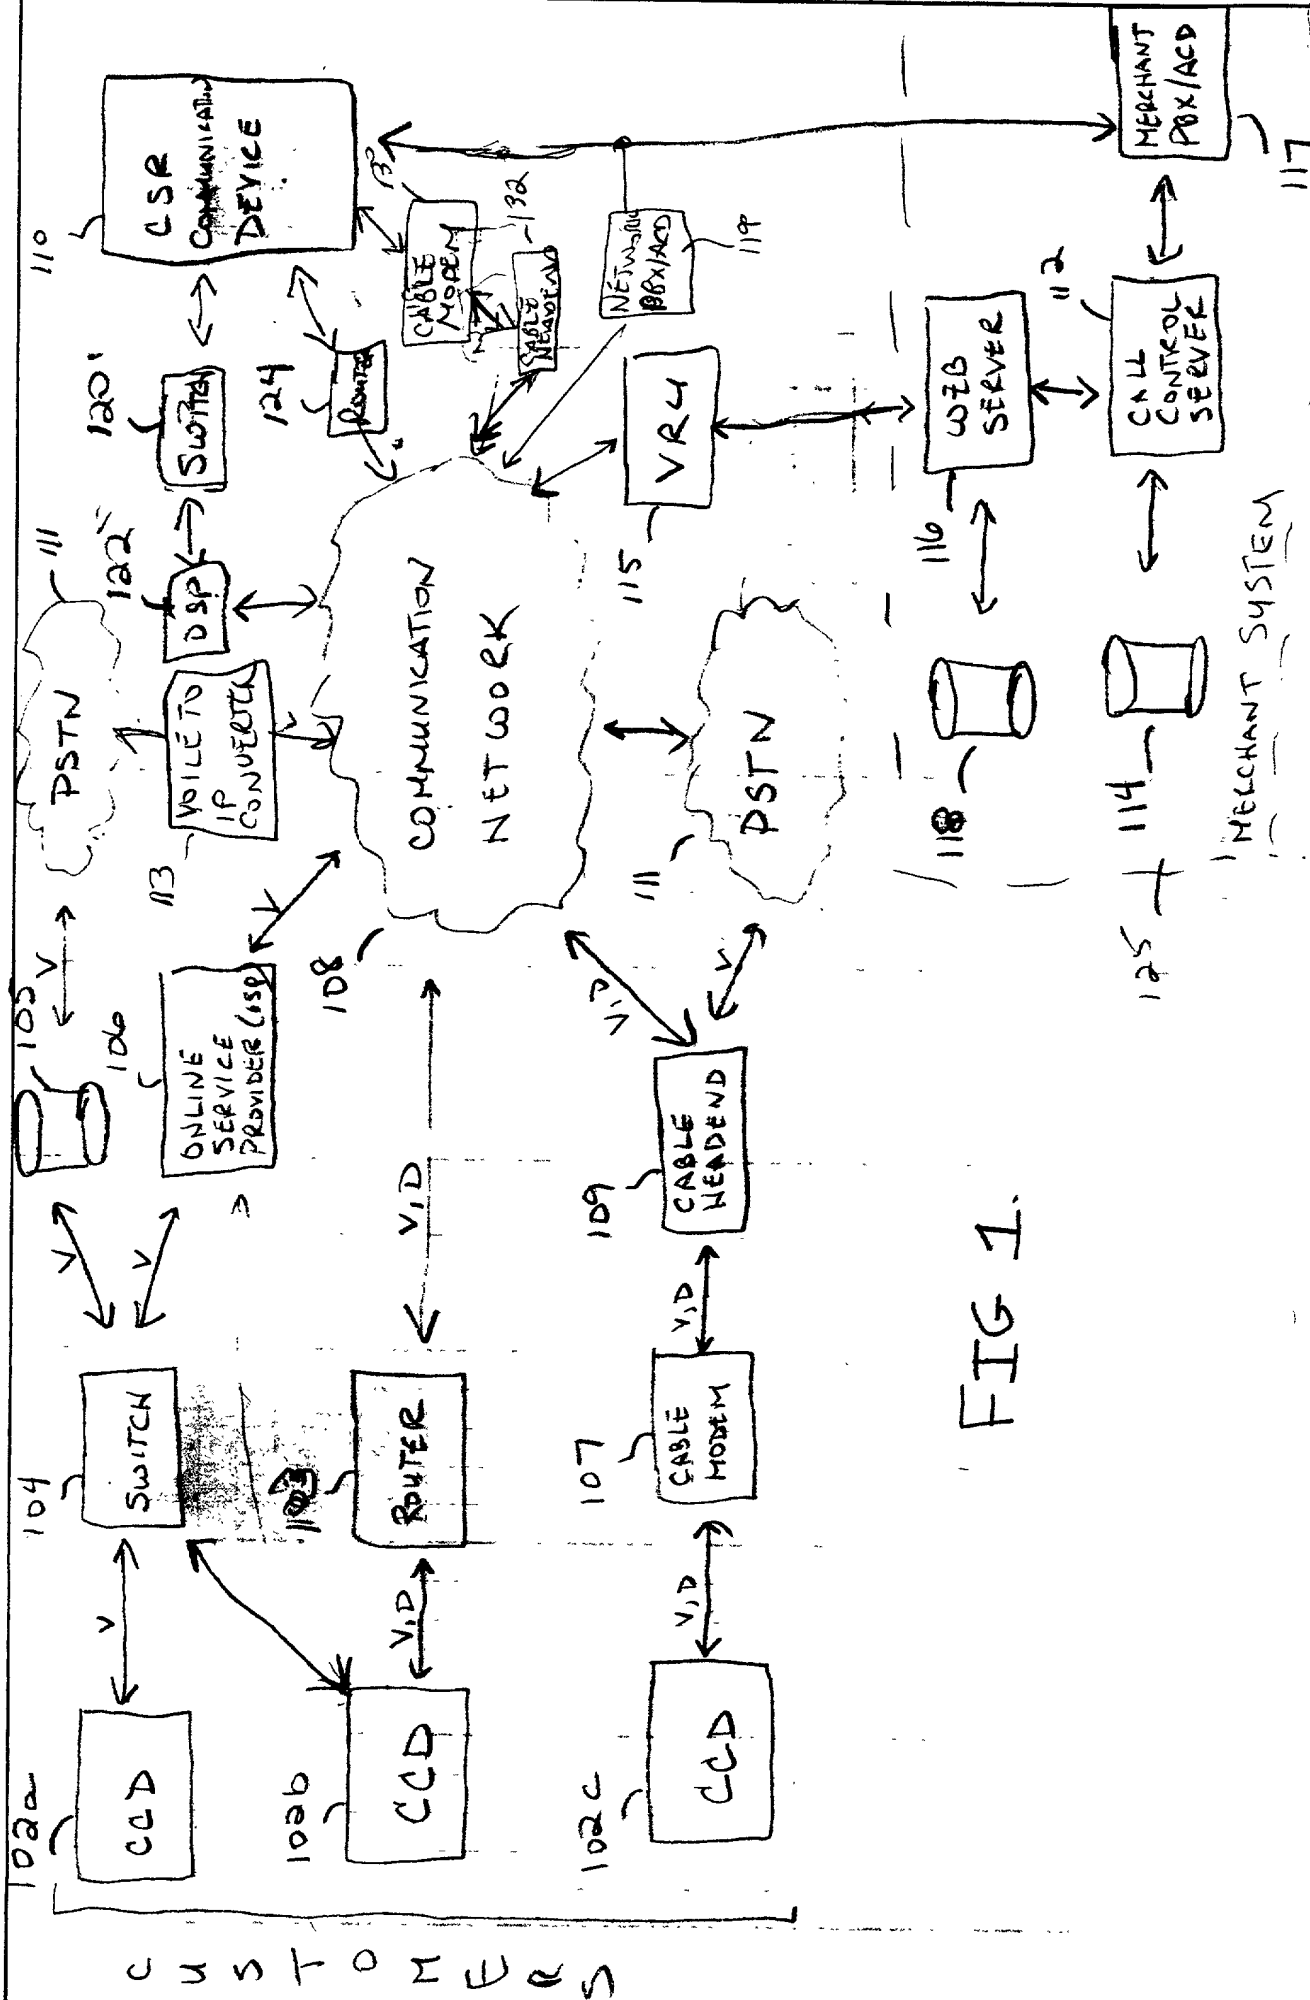 CUSTOMERS
102a
CCD
102b
CCD
102c
CCD
V
V,D
V,D
104
SWITCH
ROUTER
107
CABLE
MODEM
V
V
V,D
V,D
105
106
ONLINE
SERVICE
PROVIDER (OSP)
109
CABLE
HEADEND
V
V
V,D
V
PSTN
111
113
VOICE TO
IP
CONVERTER
V
108
COMMUNICATION
NETWORK
111
PSTN
122"
DSP
120'
SWITCH
124
ROUTER
110
CSR
COMMUNICATION
DEVICE
CABLE
MODEM
132
CABLE
HEADEND
NETWORK
PBX/ACD
119
115
VRU
116
WEB
SERVER
118
112
CALL
CONTROL
SERVER
114
MERCHANT
PBX/ACD
117
125
MERCHANT SYSTEM
FIG 1.